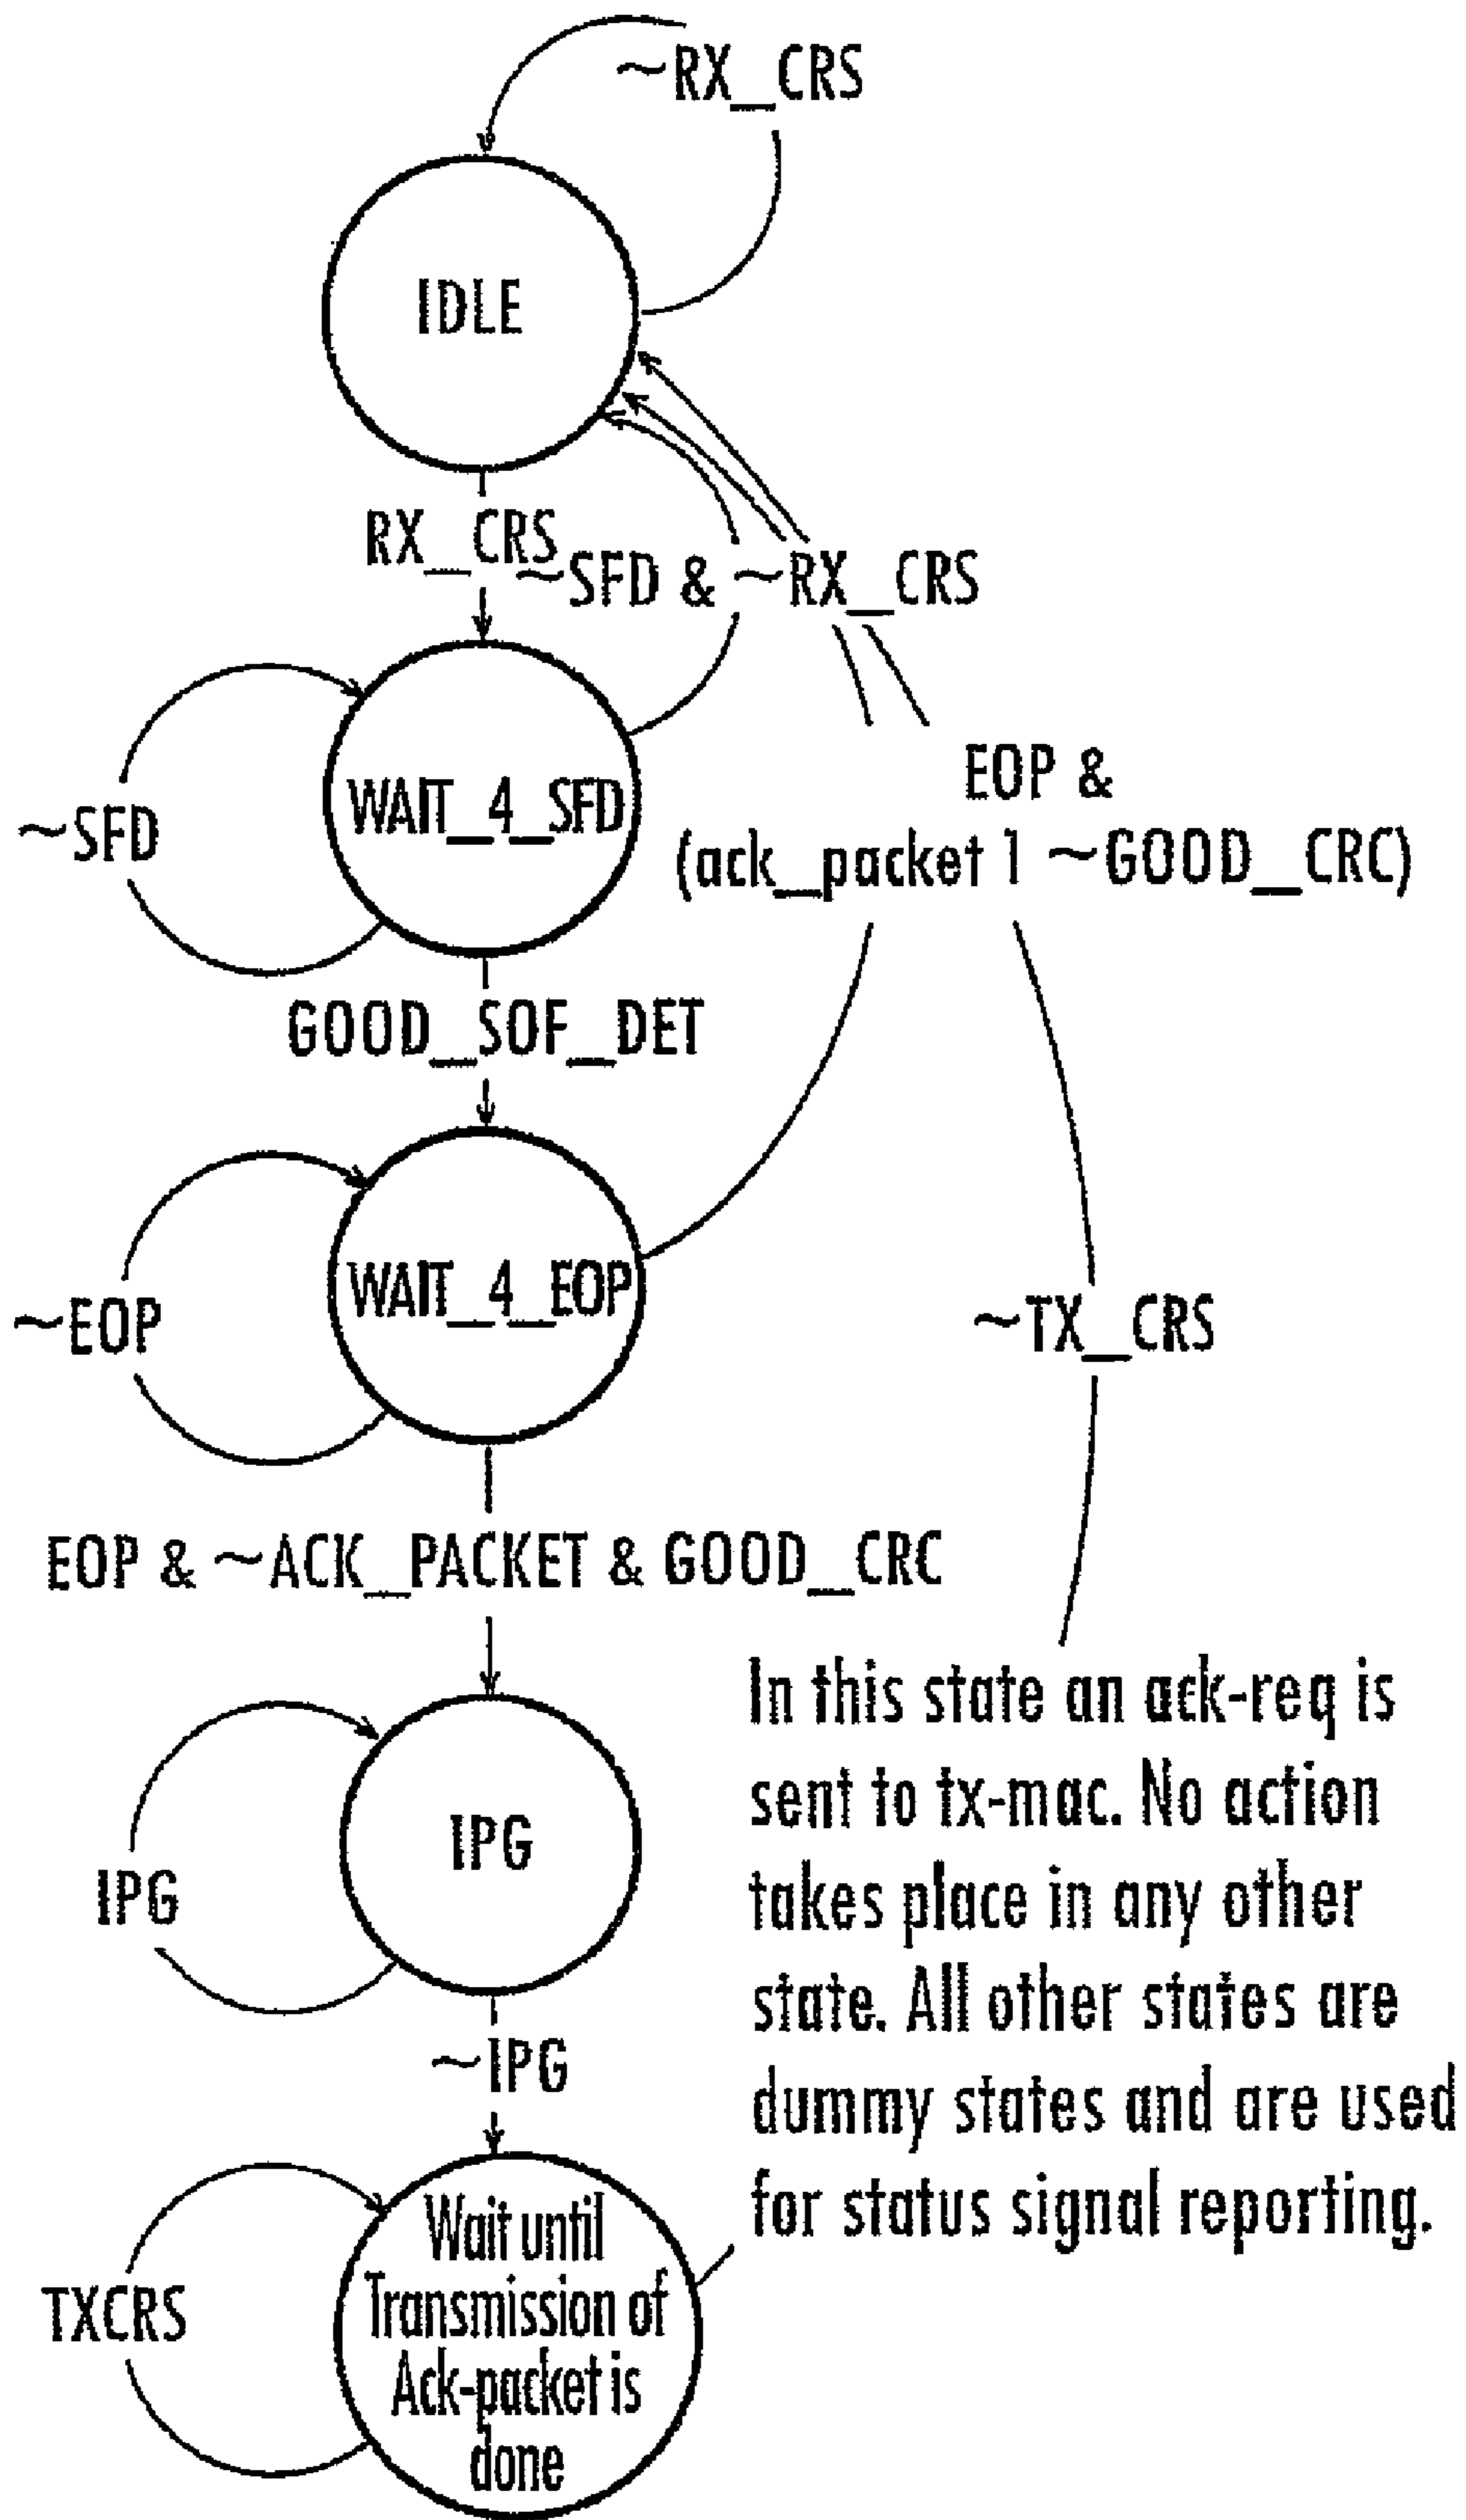 ~RX_CRS
IDLE
RX_CRS
~SFD & ~RX_CRS
EOP &
(ack_packet 1 ~GOOD_CRC)
WAIT_4_SFD
~SFD
GOOD_SOF_DET
WAIT_4_EOP
~EOP
~TX_CRS
EOP & ~ACK_PACKET & GOOD_CRC
In this state an ack-req is
sent to tx-mac. No action
takes place in any other
state. All other states are
dummy states and are used
for status signal reporting.
IPG
IPG
~IPG
Wait until
Transmission of
Ack-packet is
done
TXCRS